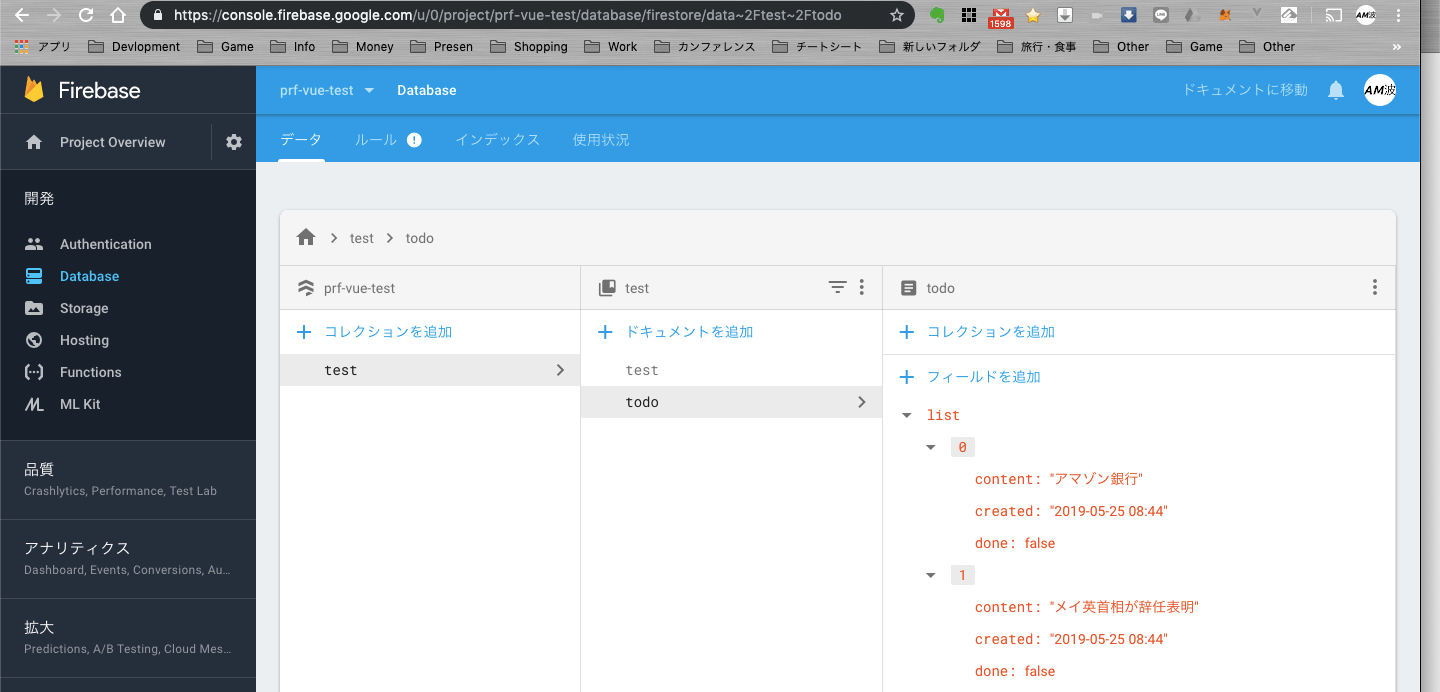 https://console.firebase.google.com/u/0/project/prf-vue-test/database/firestore/data~2Ftest~2Ftodo
1598
AM波
アプリ Devlopment Game Info Money Presen Shopping Work カンファレンス チートシート 新しいフォルダ 旅行・食事 Other Game Other »
Firebase
prf-vue-test Database ドキュメントに移動 AM波
Project Overview
データ ルール ! インデックス 使用状況
開発
Authentication
Database
Storage
Hosting
Functions
ML Kit
品質
Crashlytics, Performance, Test Lab
アナリティクス
Dashboard, Events, Conversions, Au...
拡大
Predictions, A/B Testing, Cloud Mes...
test todo
prf-vue-test
コレクションを追加
test
test
ドキュメントを追加
test
todo
todo
コレクションを追加
フィールドを追加
list
0
content: "アマゾン銀行"
created: "2019-05-25 08:44"
done: false
1
content: "メイ英首相が辞任表明"
created: "2019-05-25 08:44"
done: false